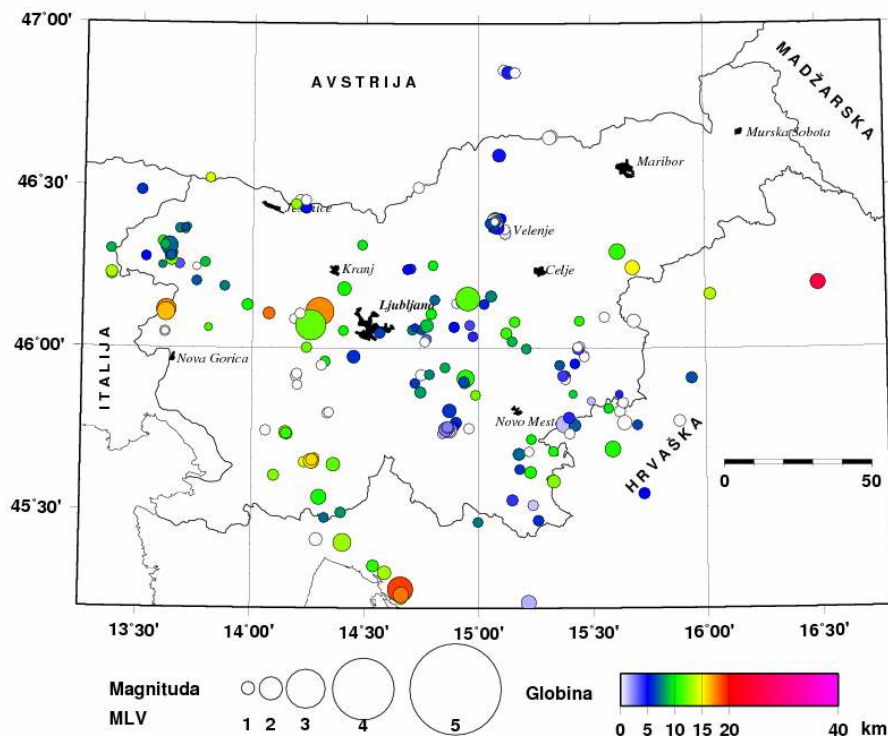 47°00'
AVSTRIJA
MADŽARSKA
Murska Sobota
Maribor
46°30'
Velenje
Kranj
Celje
Ljubljana
46°00'
ITALIJA
Nova Gorica
Novo Mesto
HRVAŠKA
0 50
45°30'
13°30' 14°00' 14°30' 15°00' 15°30' 16°00' 16°30'
Magnituda
MLV
1 2 3 4 5
Globina
0 5 10 15 20 40 km